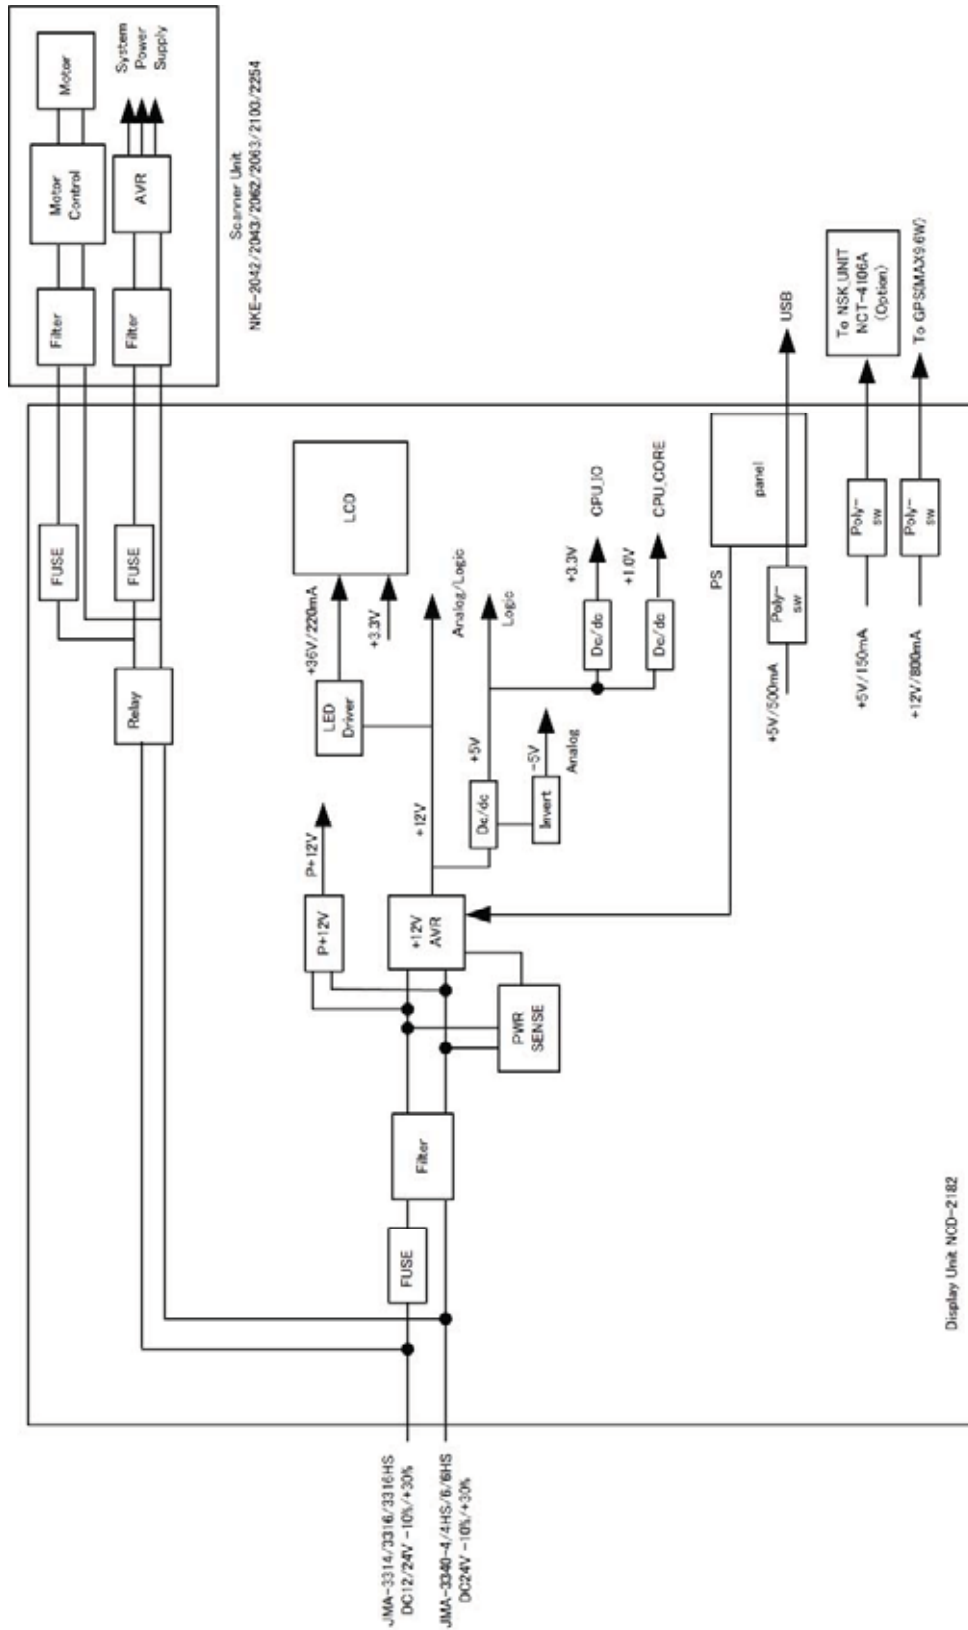 Motor
System
Power
Supply
Motor
Control
AVR
Filter
Filter
Scanner Unit
NKE-2042/2043/2062/2063/2103/2254
FUSE
FUSE
Relay
LCD
+36V/220mA
+3.3V
LED
Driver
Analog/Logic
Logic
+3.3V
CPU_IO
+1.0V
CPU_CORE
Dc/dc
Dc/dc
P+12V
P+12V
+12V
+5V
Dc/dc
-5V
Analog
Invert
+12V
AVR
PWR
SENSE
PS
panel
USB
Poly-
sw
+5V/500mA
To NSK_UNIT
NCT-4106A
(Option)
Poly-
sw
+5V/150mA
To GPS(MAX9.6W)
Poly-
sw
+12V/800mA
Filter
FUSE
JMA-3314/3316/3316HS
DC12/24V -10%/+30%
JMA-3340-4/4HS/6/6HS
DC24V -10%/+30%
Display Unit NCD-2182